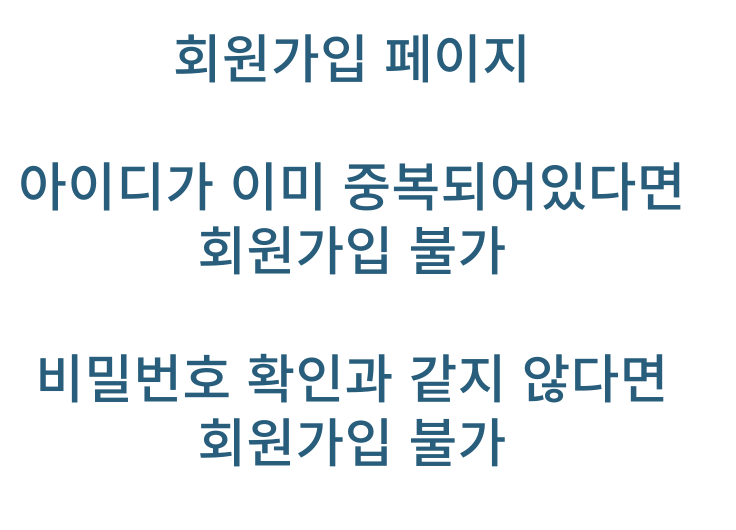 회원가입 페이지
아이디가 이미 중복되어있다면
회원가입 불가
비밀번호 확인과 같지 않다면
회원가입 불가